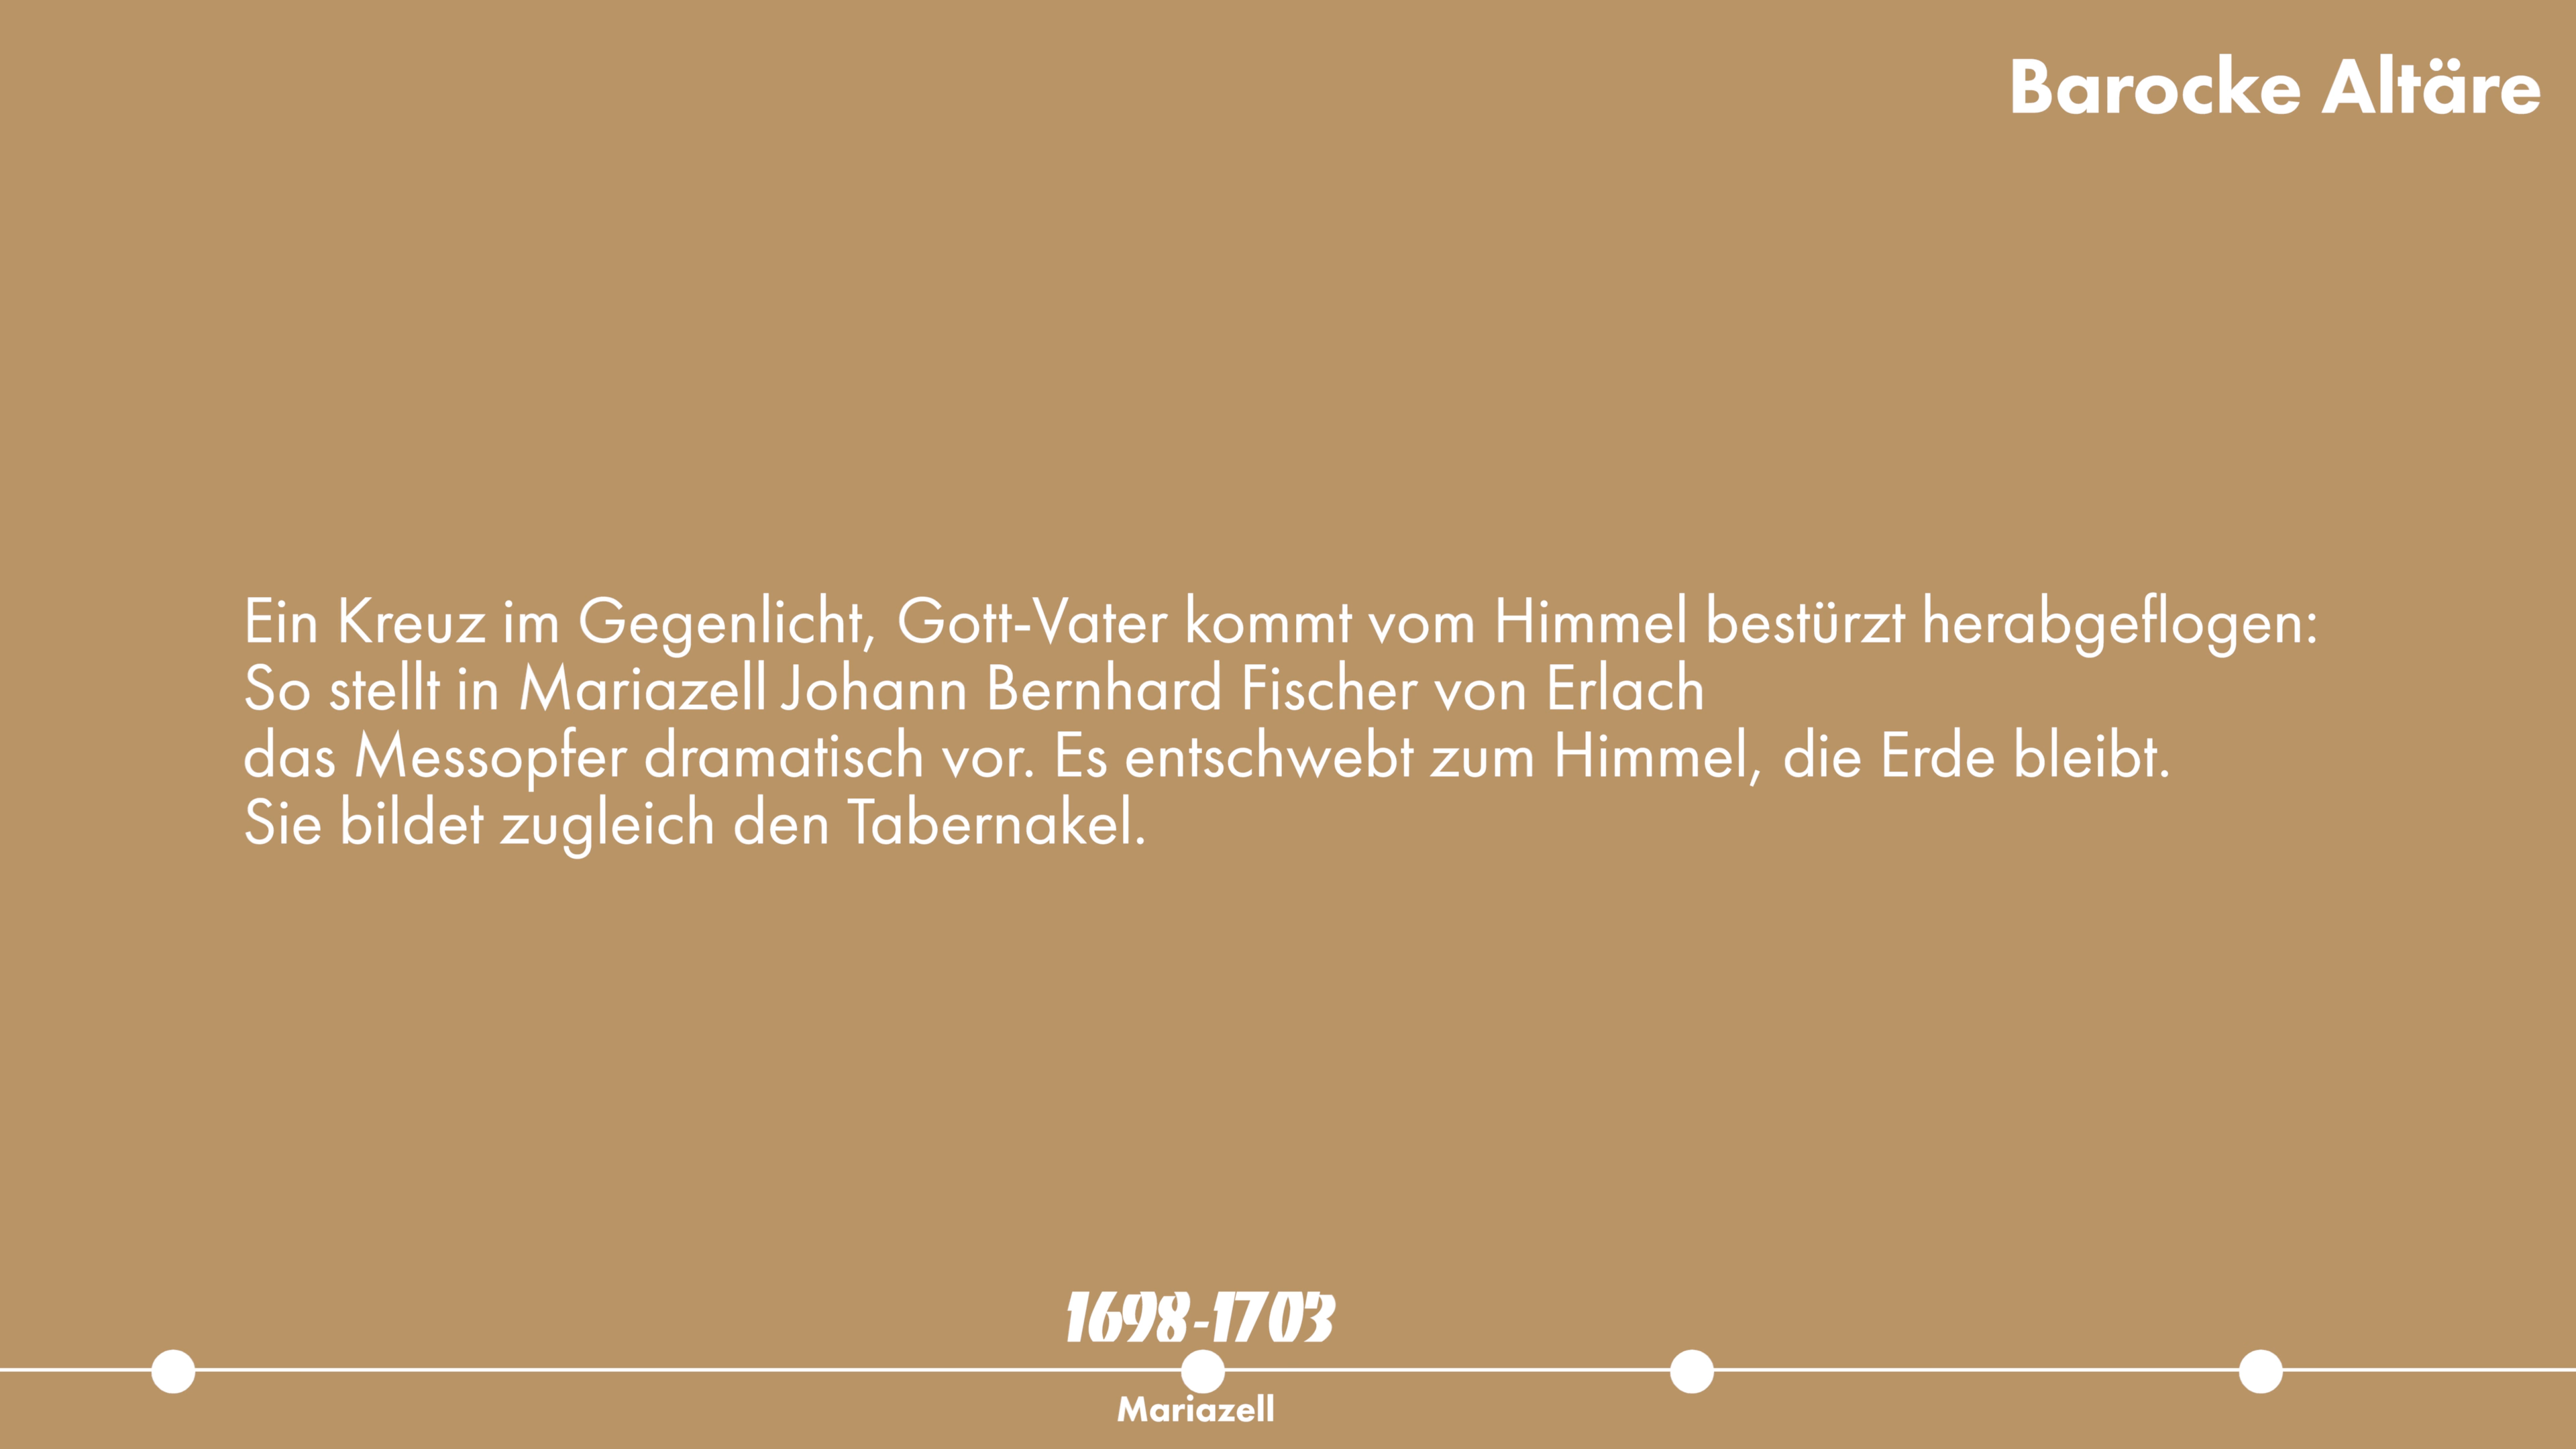 Barocke Altäre
Ein Kreuz im Gegenlicht, Gott-Vater kommt vom Himmel bestürzt herabgeflogen:
So stellt in Mariazell Johann Bernhard Fischer von Erlach
das Messopfer dramatisch vor. Es entschwebt zum Himmel, die Erde bleibt.
Sie bildet zugleich den Tabernakel.
1698-1703
Mariazell